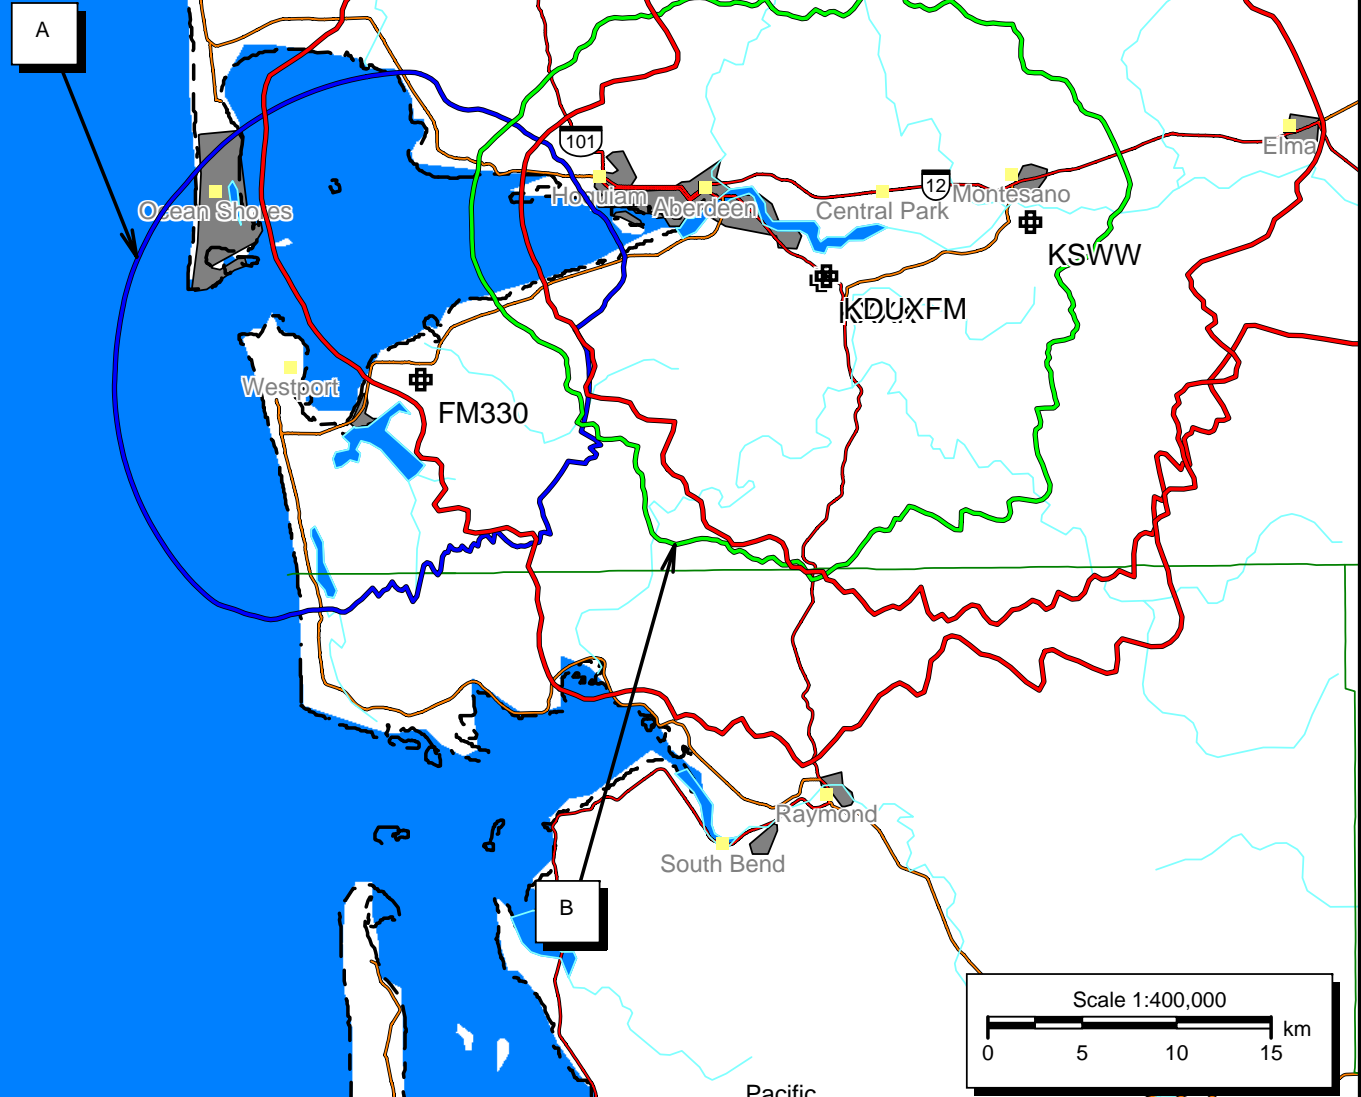 A
101
Elma
Hoquiam
12
Montesano
Ocean Shores
Aberdeen
Central Park
KSWW
KDUXFM
Westport
FM330
Raymond
South Bend
B
Scale 1:400,000
km
0 5 10 15
Pacific